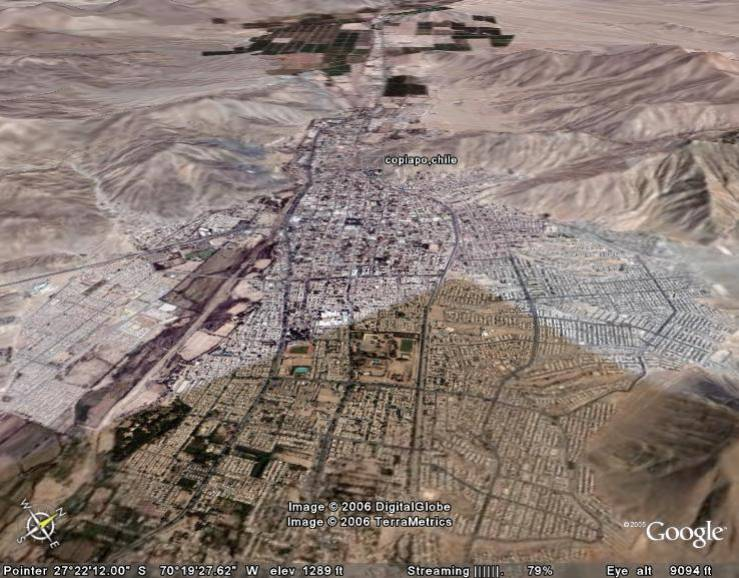 copiapo,chile
W
N
S
E
Image © 2006 DigitalGlobe
Image © 2006 TerraMetrics
© 2005 Google™
Pointer 27°22'12.00" S 70°19'27.62" W elev 1289 ft Streaming ||||||. 79% Eye alt 9094 ft